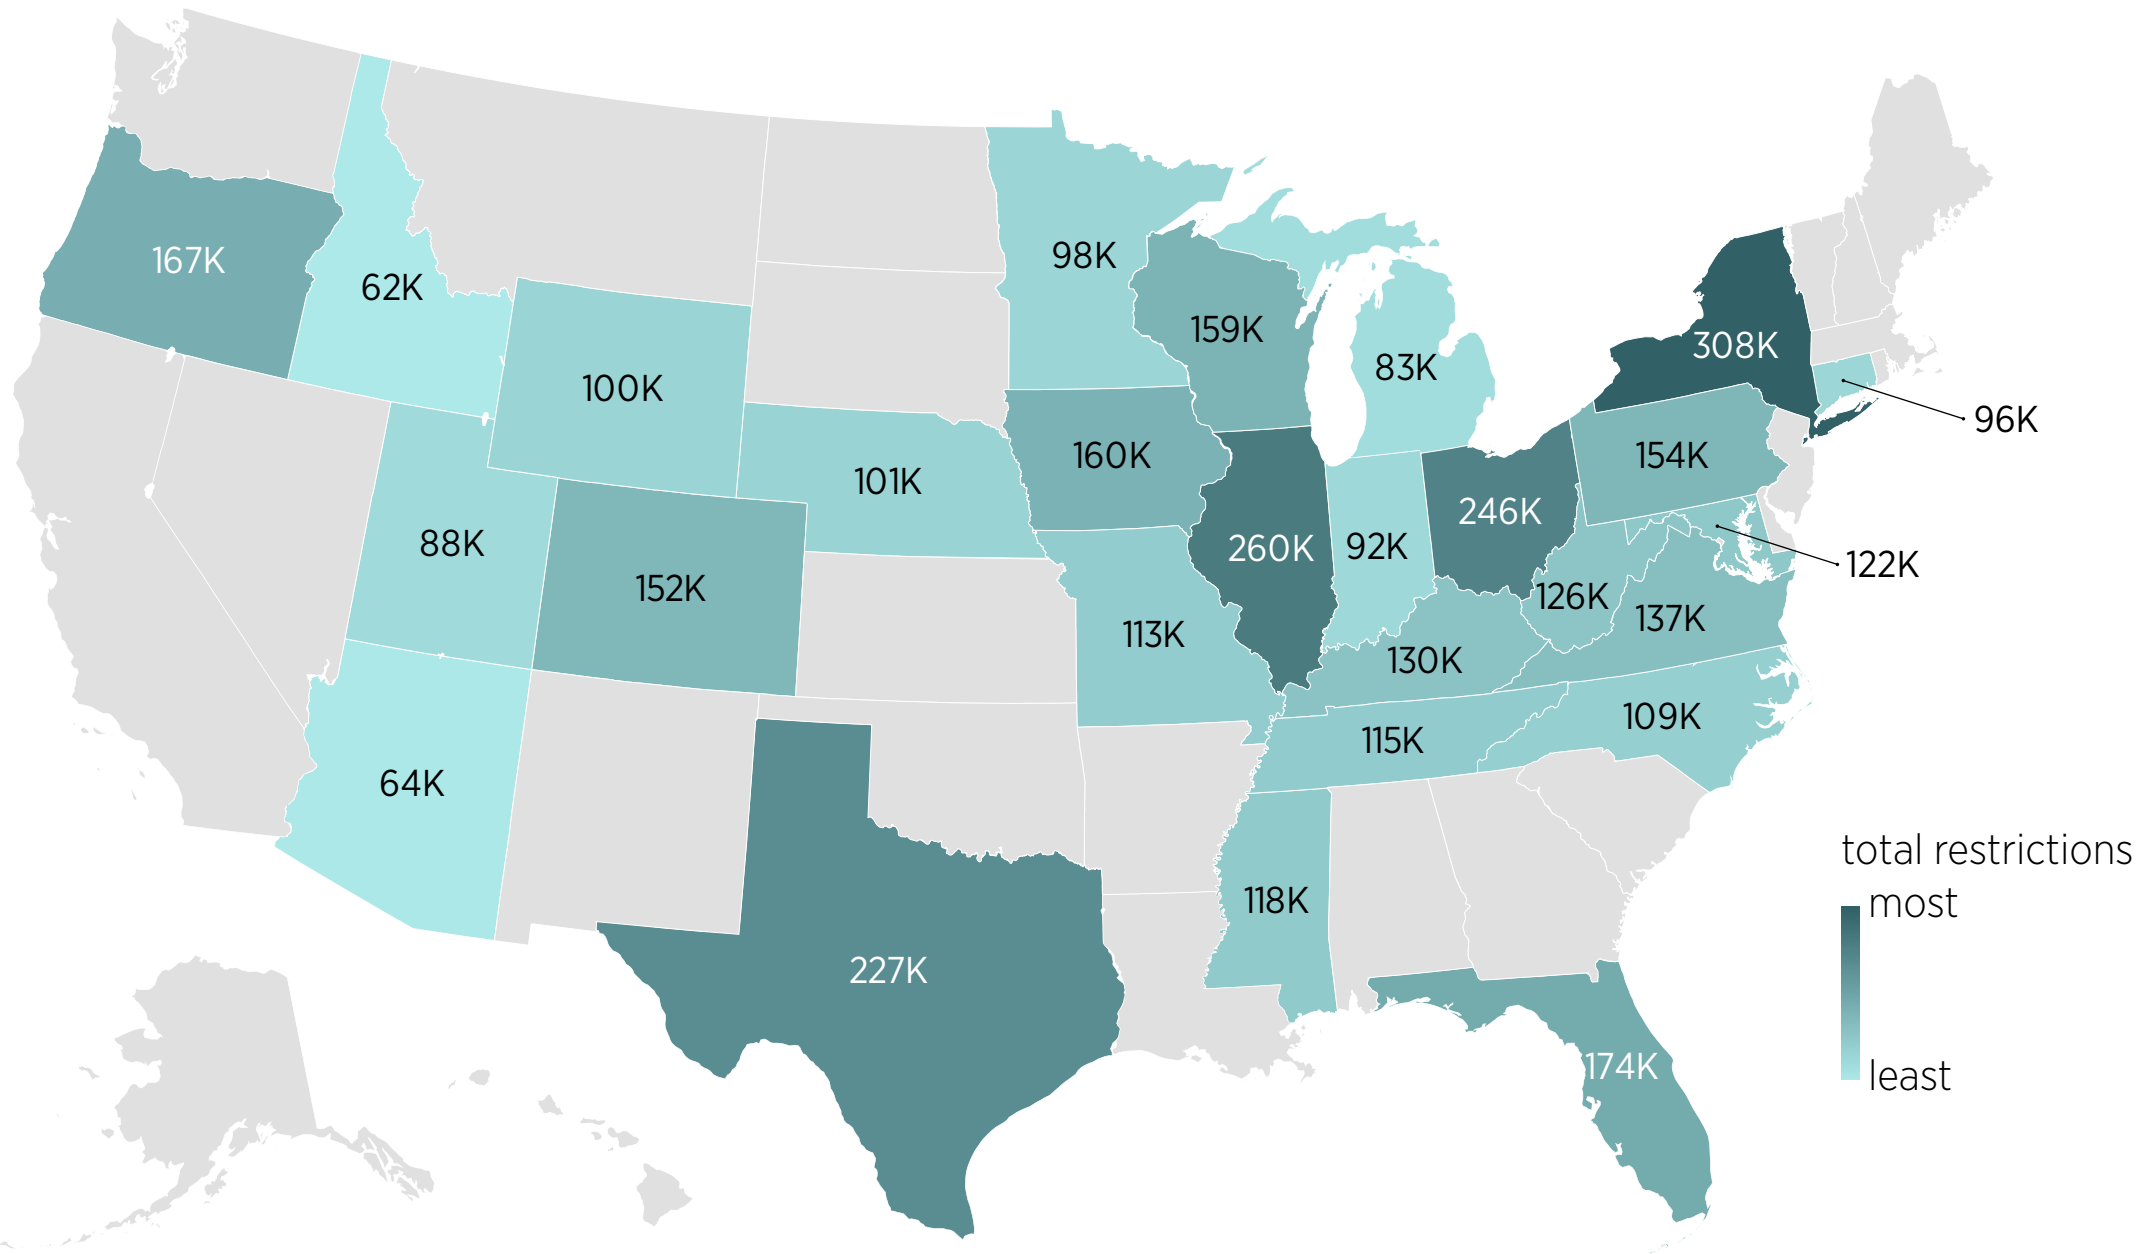 98K
167K
62K
159K
308K
83K
100K
96K
160K
154K
101K
246K
88K
260K
92K
122K
152K
126K
137K
113K
130K
109K
115K
64K
total restrictions
most
118K
227K
174K
least